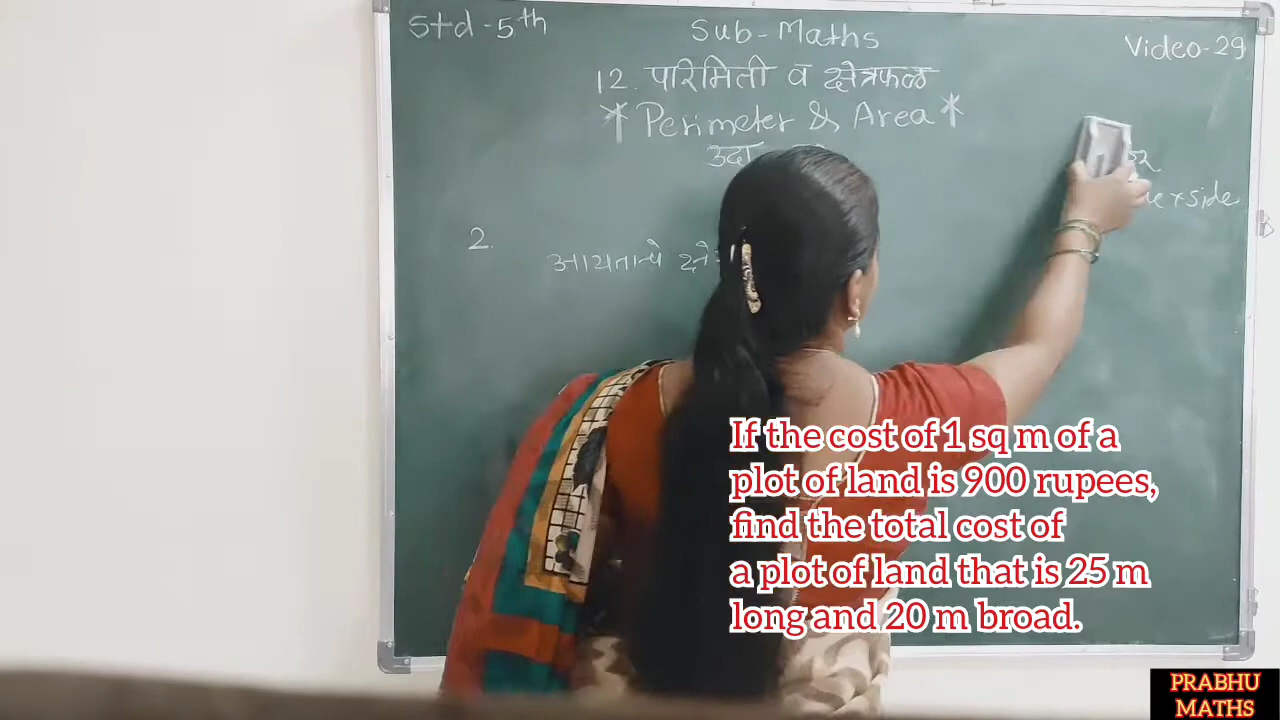 Std-5th
Sub-Maths
Video-29
12. परिमिती व क्षेत्रफळ
* Perimeter & Area *
2.
आयताचे
× side
If the cost of 1 sq m of a
plot of land is 900 rupees,
find the total cost of
a plot of land that is 25 m
long and 20 m broad.
PRABHU
MATHS